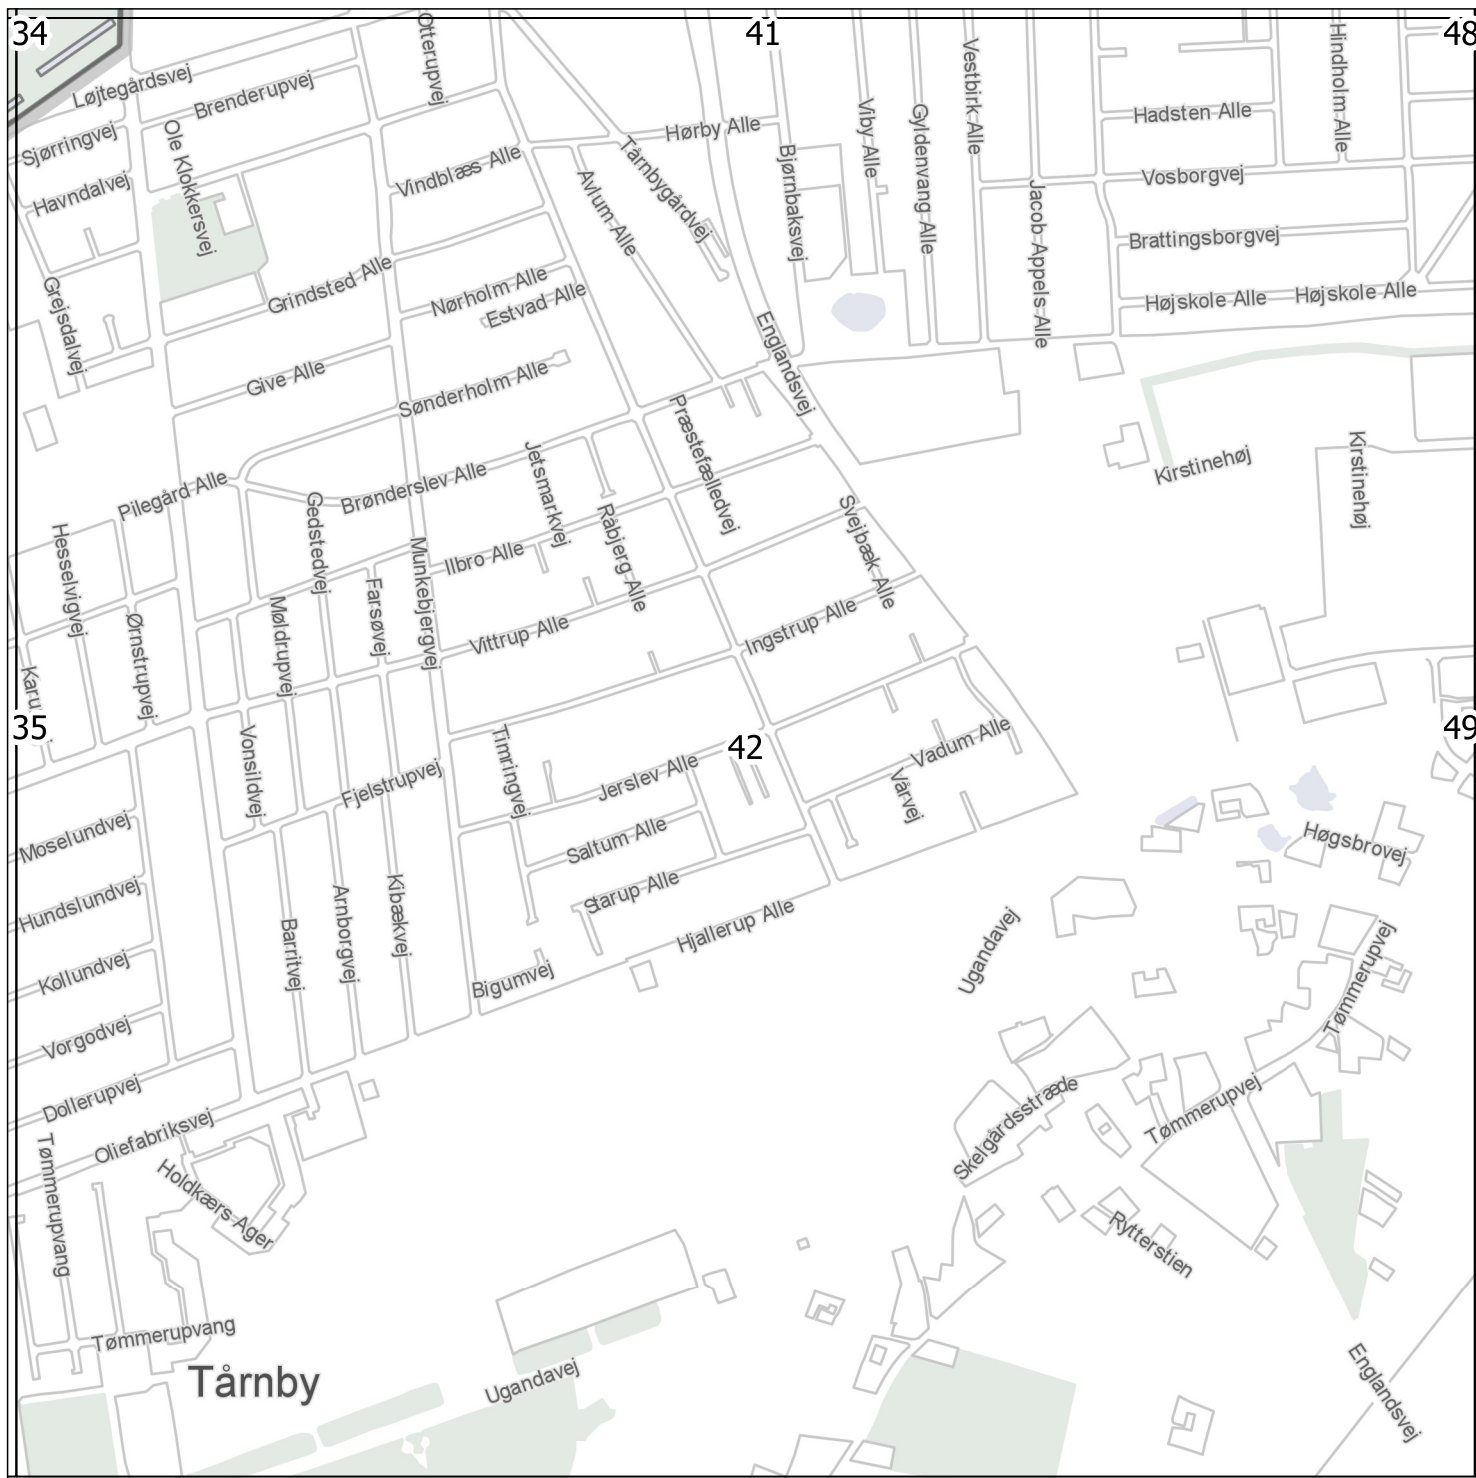 34
41
48
Otterupvej
Løjtegårdsvej
Brenderupvej
Vestbirk Alle
Hindholm Alle
Sjørringvej
Ole Klokkersvej
Hørby Alle
Viby Alle
Gyldenvang Alle
Hadsten Alle
Havndalvej
Vindblæs Alle
Avlum Alle
Tårnbygårdvej
Bjørnbaksvej
Jacob Appels Alle
Vosborgvej
Brattingsborgvej
Grejsdalvej
Grindsted Alle
Nørholm Alle
Estvad Alle
Englandsvej
Højskole Alle
Højskole Alle
Give Alle
Sønderholm Alle
Præstefælledvej
Pilegård Alle
Brønderslev Alle
Jetsmarkvej
Kirstinehøj
Kirstinehøj
Hesselvigvej
Gedstedvej
Munkebjergvej
Ilbro Alle
Råbjerg Alle
Svejbæk Alle
Ørnstrupvej
Møldrupvej
Farsøvej
Vittrup Alle
Ingstrup Alle
35
42
49
Vonsildvej
Fjelstrupvej
Timringvej
Jerslev Alle
Vårvej
Vadum Alle
Moselundvej
Saltum Alle
Høgsbrovej
Hundslundvej
Barritvej
Arnborgvej
Kibækvej
Starup Alle
Hjallerup Alle
Ugandavej
Kollundvej
Bigumvej
Tømmerupvej
Vorgodvej
Dollerupvej
Oliefabriksvej
Skelgårdsstræde
Tømmerupvej
Tømmerupvang
Holdkærs Ager
Rytterstien
Tømmerupvang
Tårnby
Ugandavej
Englandsvej